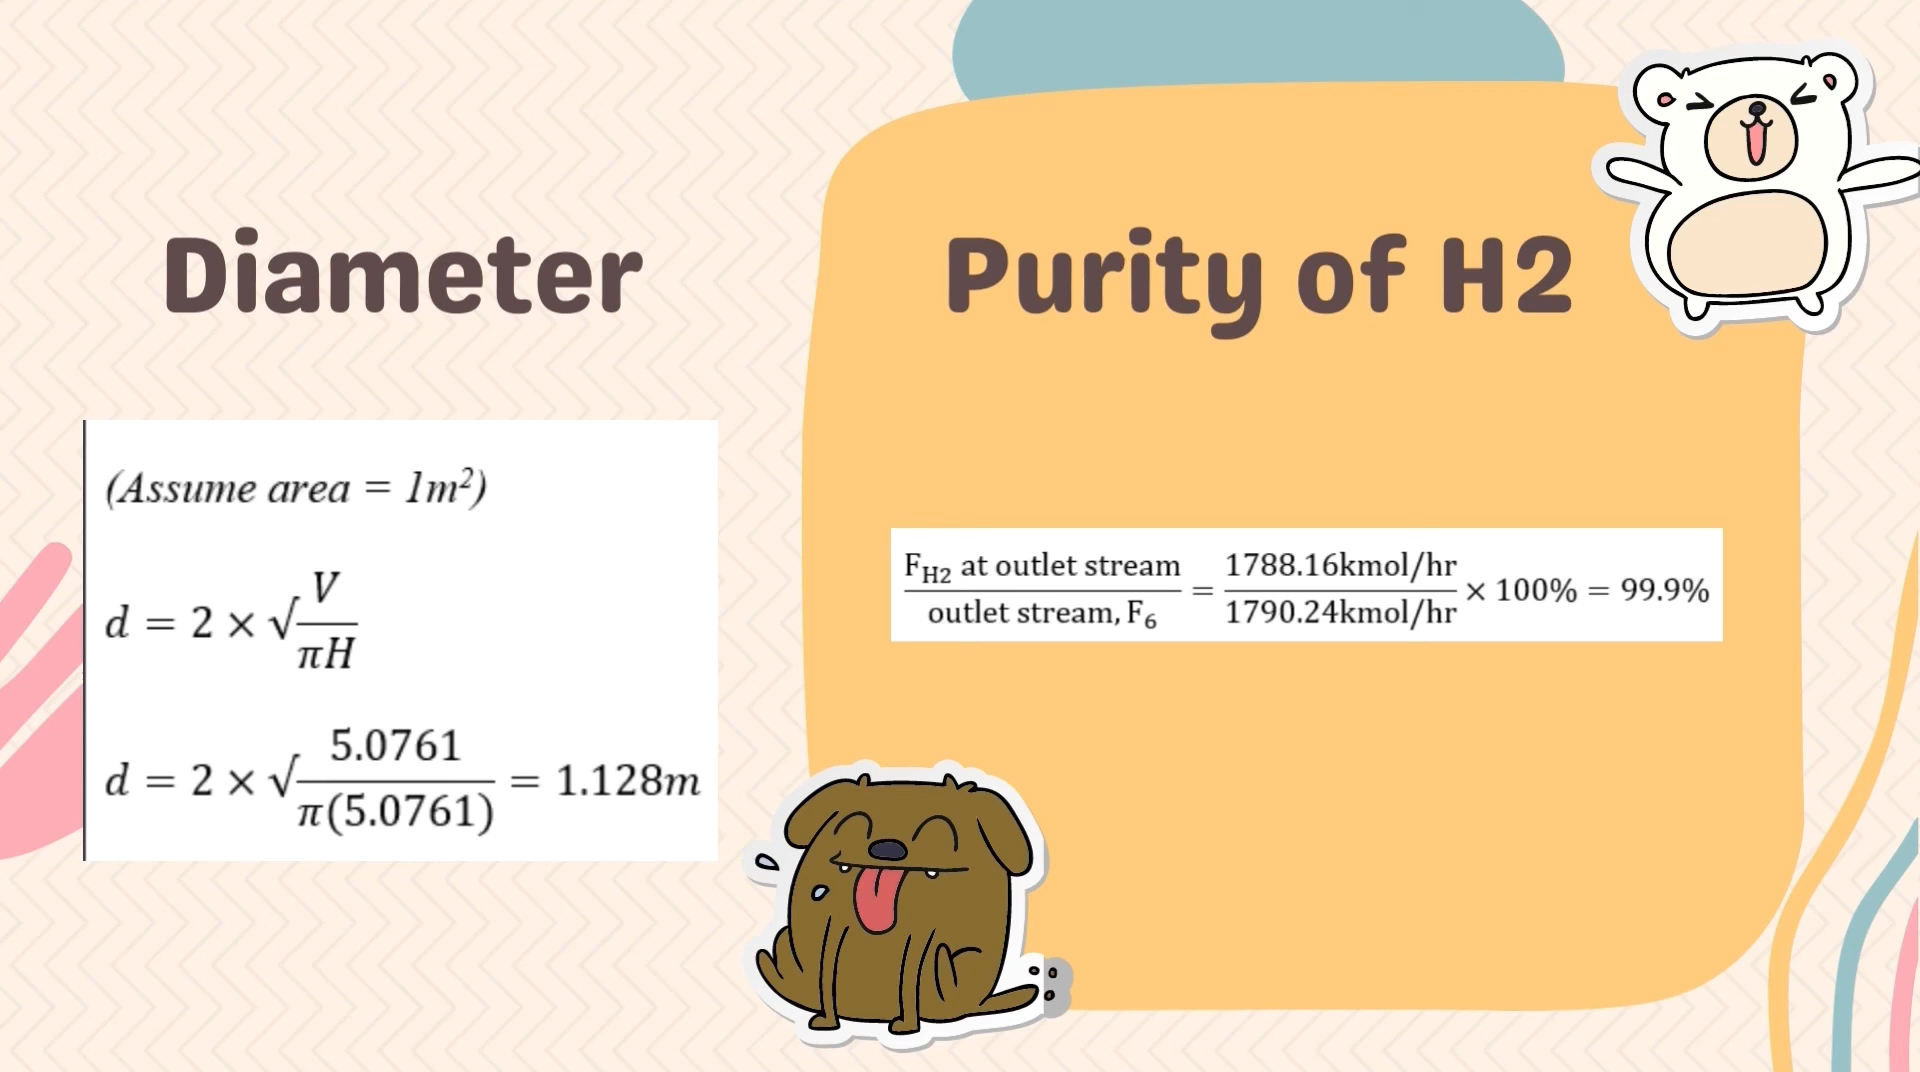 Diameter
(Assume area = 1m²)
d = 2 × √V/πH
d = 2 × √5.0761/π(5.0761) = 1.128m
Purity of H2
F_H2 at outlet stream / outlet stream, F_6 = 1788.16kmol/hr / 1790.24kmol/hr × 100% = 99.9%